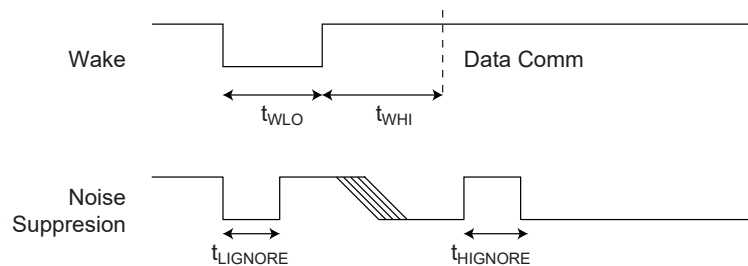 Wake
Data Comm
tWLO
tWHI
Noise
Suppresion
tLIGNORE
tHIGNORE